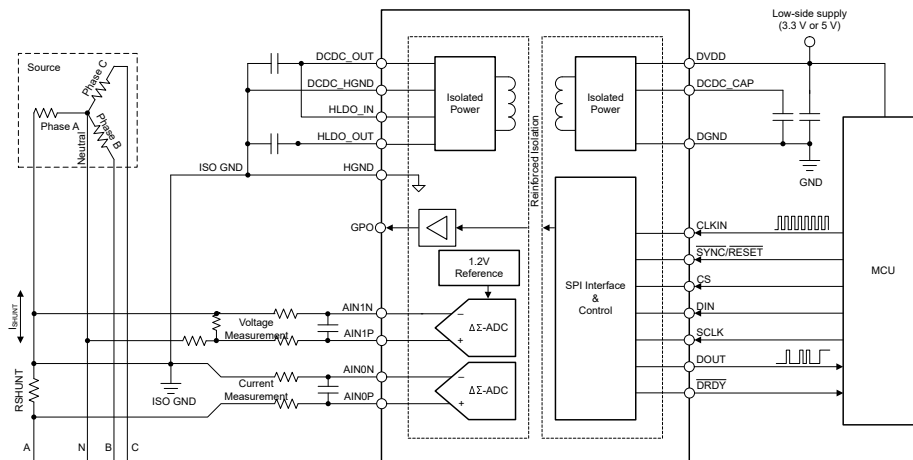 Low-side supply
(3.3 V or 5 V)
Source
Phase C
Phase A
Phase B
Neutral
DCDC_OUT
DCDC_HGND
HLDO_IN
HLDO_OUT
ISO GND
HGND
GPO
Isolated
Power
Reinforced Isolation
Isolated
Power
DVDD
DCDC_CAP
DGND
GND
1.2V
Reference
SPI Interface
&
Control
CLKIN
SYNC/RESET
CS
DIN
SCLK
DOUT
DRDY
MCU
ISHUNT
Voltage
Measurement
AIN1N
AIN1P
−
ΔΣ-ADC
+
RSHUNT
ISO GND
Current
Measurement
AIN0N
AIN0P
−
ΔΣ-ADC
+
A
N
B
C